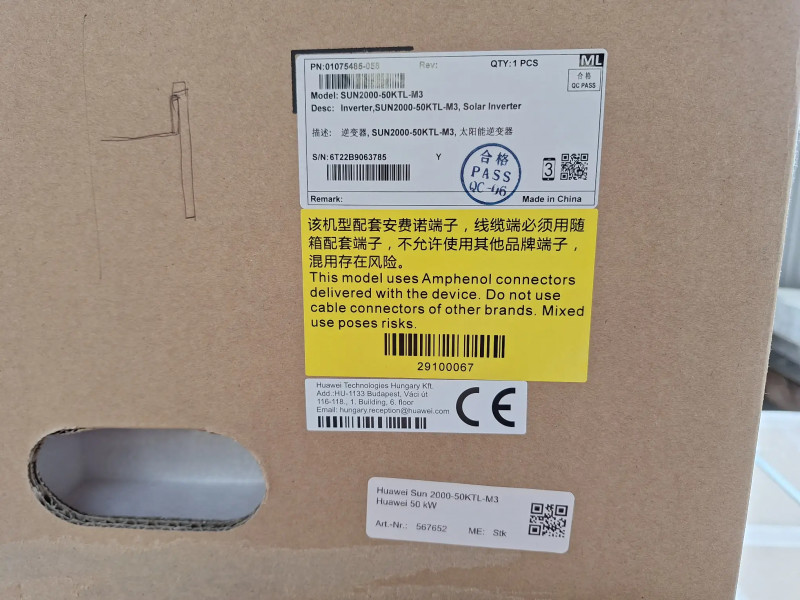 PN:01075485-058 Rev: QTY:1 PCS ML
合格
QC PASS
Model: SUN2000-50KTL-M3
Desc: Inverter,SUN2000-50KTL-M3, Solar Inverter
描述: 逆变器, SUN2000-50KTL-M3, 太阳能逆变器
S/N:6T22B9063785 Y
合格
PASS
QC-46
3
Remark: Made in China
该机型配套安费诺端子，线缆端必须用随
箱配套端子，不允许使用其他品牌端子，
混用存在风险。
This model uses Amphenol connectors
delivered with the device. Do not use
cable connectors of other brands. Mixed
use poses risks.
29100067
Huawei Technologies Hungary Kft.
Add.:HU-1133 Budapest, Váci út
116-118., 1. Building, 6. floor
Email: hungary.reception@huawei.com
CE
Huawei Sun 2000-50KTL-M3
Huawei 50 kW
Art.-Nr.: 567652 ME: Stk